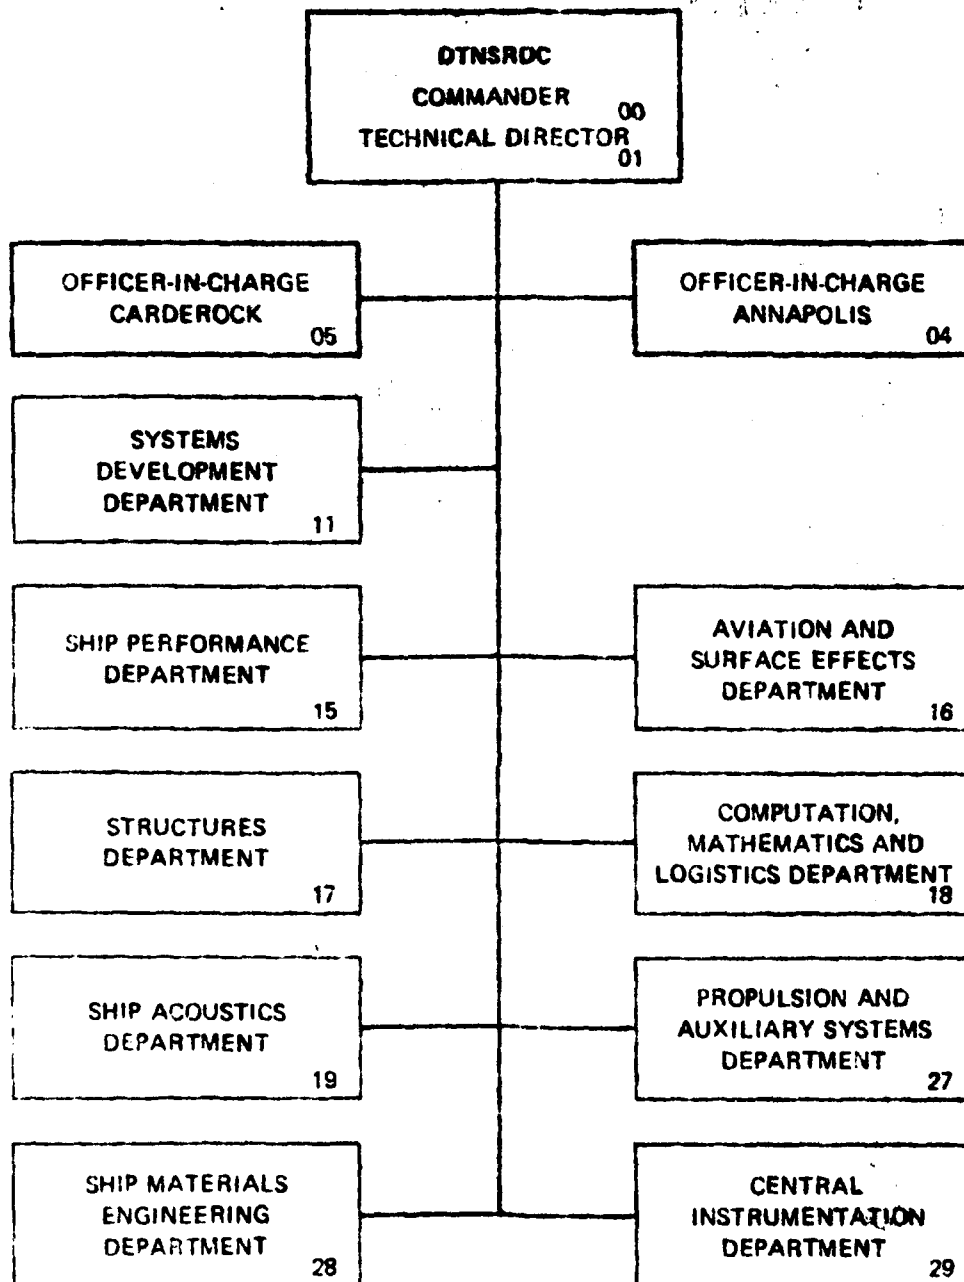 DTNSRDC
COMMANDER
00
TECHNICAL DIRECTOR
01
OFFICER-IN-CHARGE
CARDEROCK
05
OFFICER-IN-CHARGE
ANNAPOLIS
04
SYSTEMS
DEVELOPMENT
DEPARTMENT
11
SHIP PERFORMANCE
DEPARTMENT
15
AVIATION AND
SURFACE EFFECTS
DEPARTMENT
16
STRUCTURES
DEPARTMENT
17
COMPUTATION,
MATHEMATICS AND
LOGISTICS DEPARTMENT
18
SHIP ACOUSTICS
DEPARTMENT
19
PROPULSION AND
AUXILIARY SYSTEMS
DEPARTMENT
27
SHIP MATERIALS
ENGINEERING
DEPARTMENT
28
CENTRAL
INSTRUMENTATION
DEPARTMENT
29